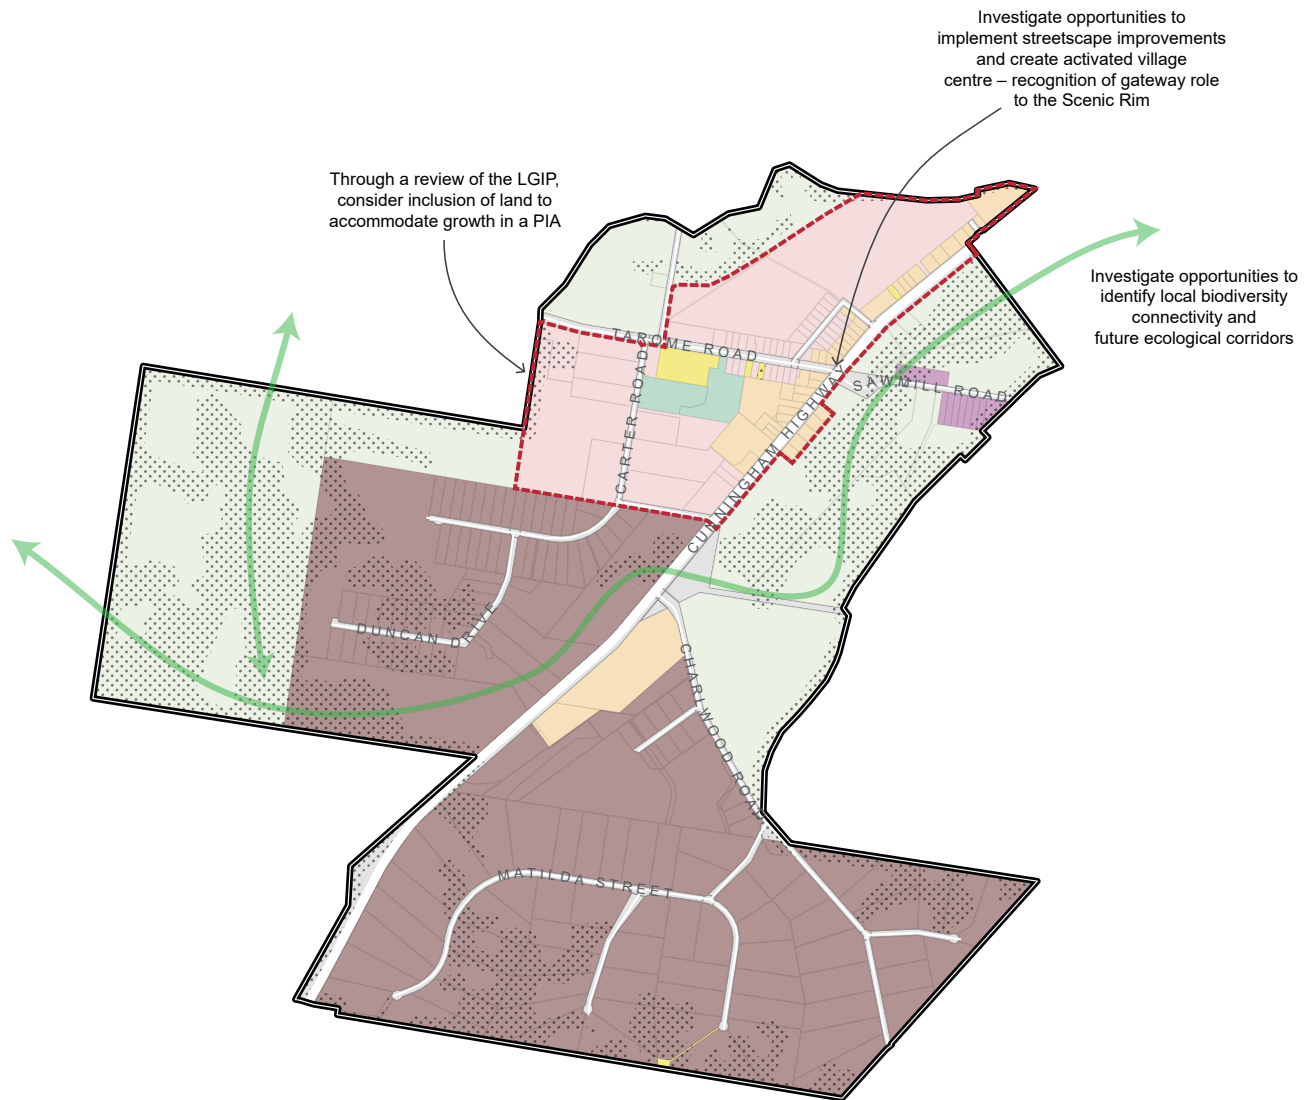 Investigate opportunities to
implement streetscape improvements
and create activated village
centre – recognition of gateway role
to the Scenic Rim
Through a review of the LGIP,
consider inclusion of land to
accommodate growth in a PIA
Investigate opportunities to
identify local biodiversity
connectivity and
future ecological corridors
TAROME ROAD
CARTER ROAD
SAWMILL ROAD
CUNNINGHAM HIGHWAY
DUNCAN DRIVE
CHARLWOOD ROAD
MATILDA STREET